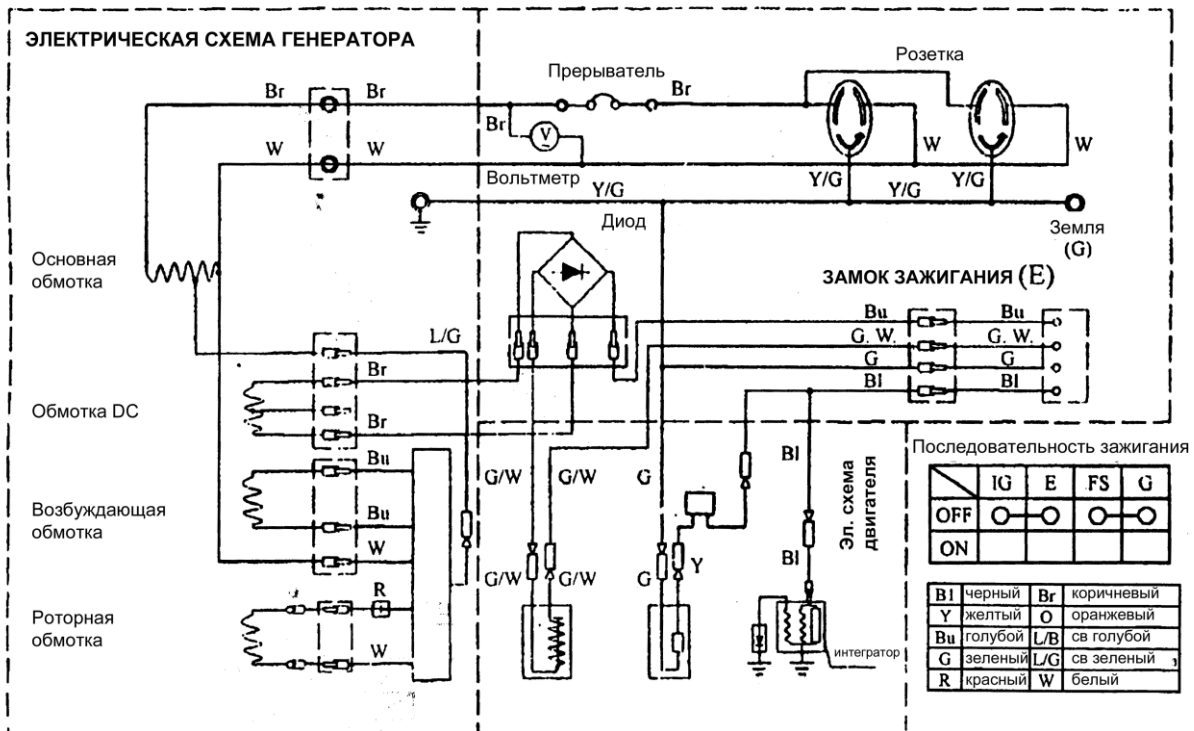 ЭЛЕКТРИЧЕСКАЯ СХЕМА ГЕНЕРАТОРА
Прерыватель
Розетка
Br
Br
Br
Br
V
W
W
W
W
Вольтметр
Y/G
Y/G
Y/G
Y/G
Диод
Земля
(G)
Основная
обмотка
ЗАМОК ЗАЖИГАНИЯ (E)
L/G
Bu
Bu
G. W.
G. W.
G
G
Bl
Bl
Br
Обмотка DC
Br
Bu
Возбуждающая
обмотка
Bu
W
R
Роторная
обмотка
W
G/W
G/W
G
Bl
Эл. схема
двигателя
G/W
G/W
G
Y
Bl
интегратор
Последовательность зажигания
IG E FS G
OFF
ON
Bl черный Br коричневый
Y желтый O оранжевый
Bu голубой L/B св голубой
G зеленый L/G св зеленый
R красный W белый